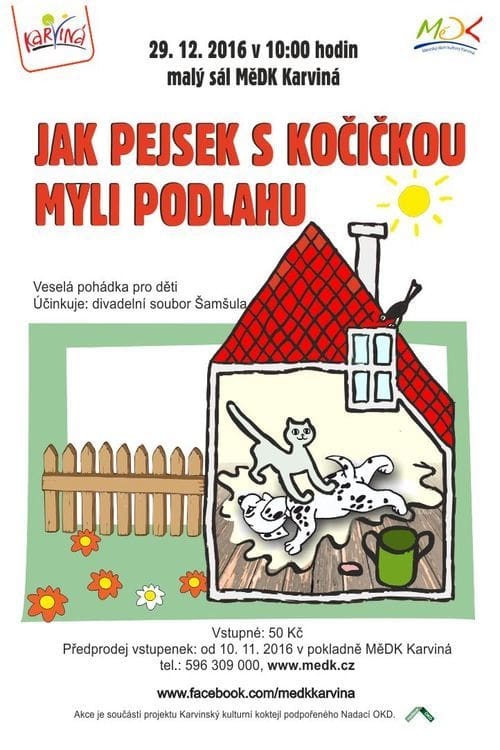 KARVINÁ
MěDK
29. 12. 2016 v 10:00 hodin
malý sál MěDK Karviná
JAK PEJSEK S KOČIČKOU
MYLI PODLAHU
Veselá pohádka pro děti
Účinkuje: divadelní soubor Šamšula
Vstupné: 50 Kč
Předprodej vstupenek: od 10. 11. 2016 v pokladně MěDK Karviná
tel.: 596 309 000, www.medk.cz
www.facebook.com/medkkarvina
Akce je součástí projektu Karvinský kulturní koktejl podpořeného Nadací OKD.